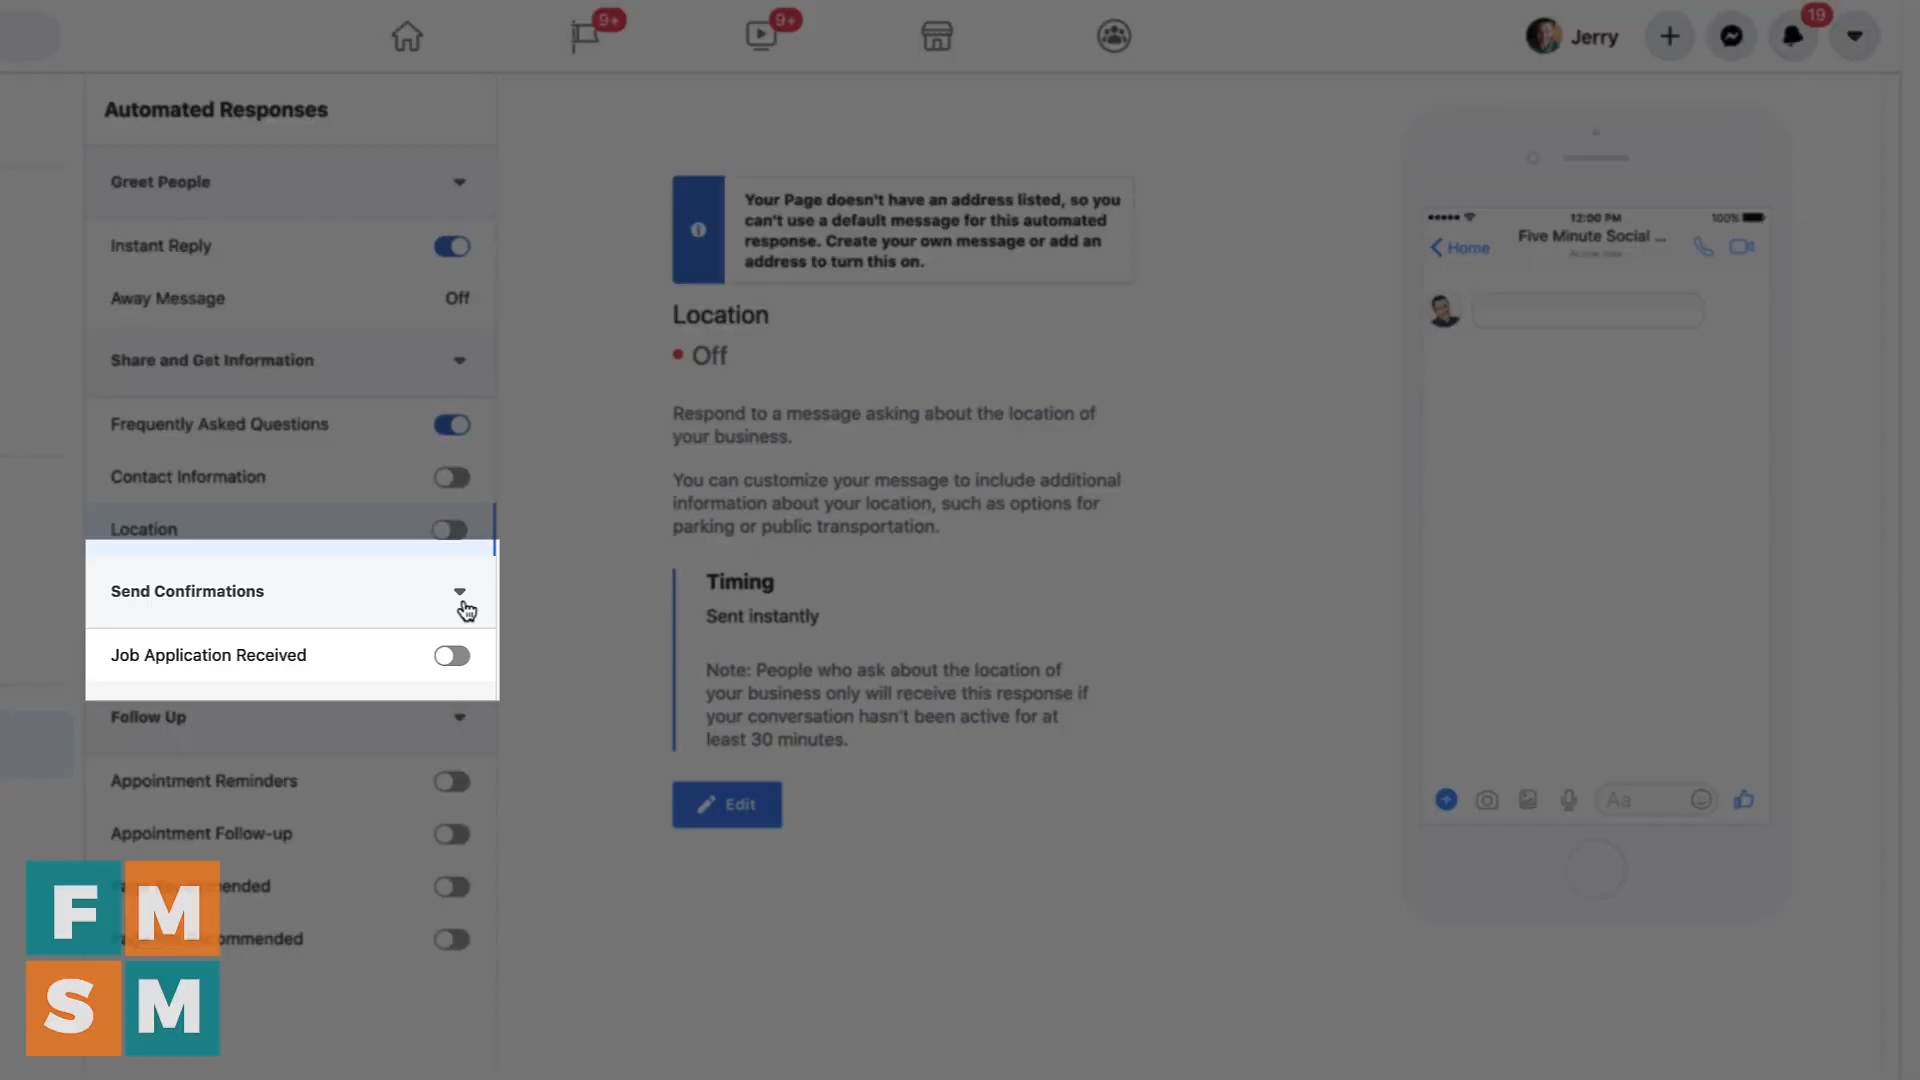 9+
9+
Jerry
19
Automated Responses
Greet People
Instant Reply
Away Message
Off
Share and Get Information
Frequently Asked Questions
Contact Information
Location
Send Confirmations
Job Application Received
Follow Up
Appointment Reminders
Appointment Follow-up
Your Page doesn't have an address listed, so you
can't use a default message for this automated
response. Create your own message or add an
address to turn this on.
Location
Off
Respond to a message asking about the location of
your business.
You can customize your message to include additional
information about your location, such as options for
parking or public transportation.
Timing
Sent instantly
Note: People who ask about the location of
your business only will receive this response if
your conversation hasn't been active for at
least 30 minutes.
Edit
12:00 PM
100%
Home
Five Minute Social ...
Aa
F M
S M